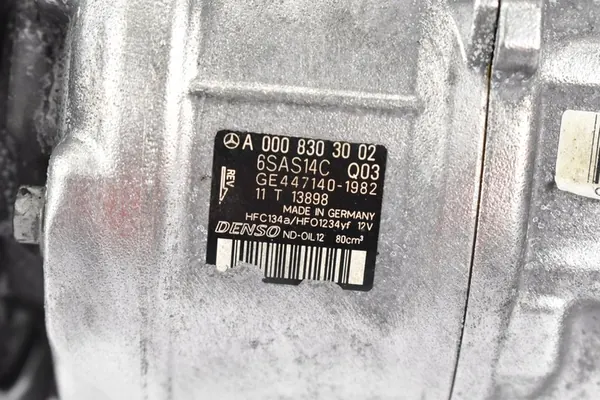 A 000 830 30 02
6SAS14C Q03
REV
GE447140-1982
11 T 13898
MADE IN GERMANY
HFC134a/HFO1234yf 12V
DENSO ND-OIL12 80cm³